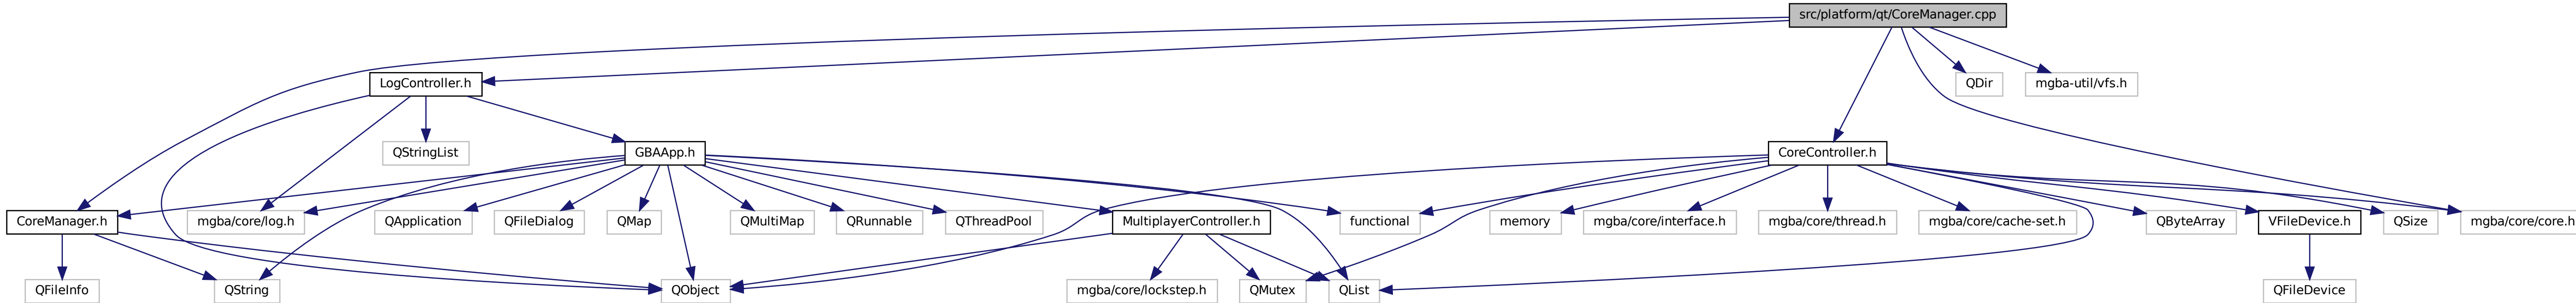 src/platform/qt/CoreManager.cpp
LogController.h
QDir
mgba-util/vfs.h
QStringList
GBAApp.h
CoreController.h
CoreManager.h
mgba/core/log.h
QApplication
QFileDialog
QMap
QMultiMap
QRunnable
QThreadPool
MultiplayerController.h
functional
memory
mgba/core/interface.h
mgba/core/thread.h
mgba/core/cache-set.h
QByteArray
VFileDevice.h
QSize
mgba/core/core.h
QFileInfo
QString
QObject
mgba/core/lockstep.h
QMutex
QList
QFileDevice